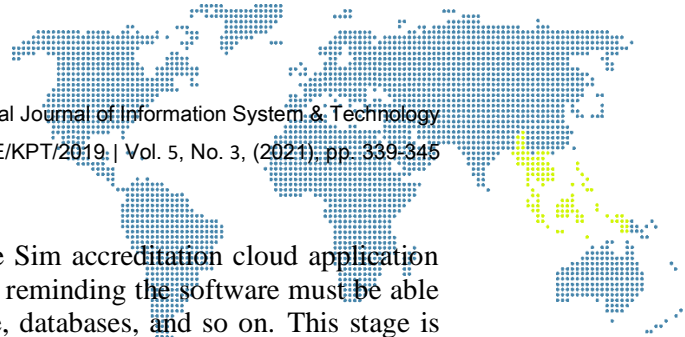 al Journal of Information System & Technology
E/KPT/2019 | Vol. 5, No. 3, (2021), pp. 339-345
e Sim accreditation cloud application
reminding the software must be able
e, databases, and so on. This stage is